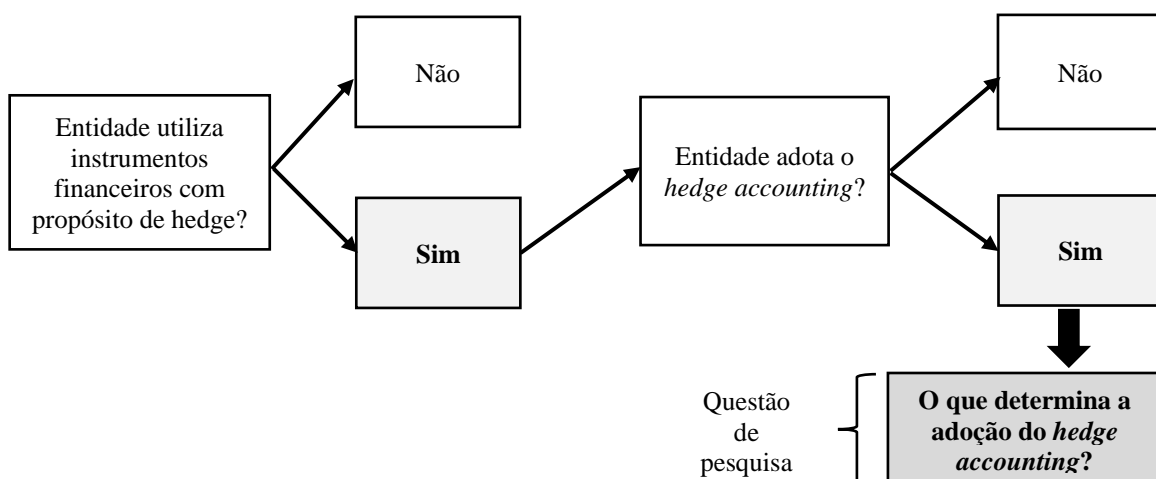 Entidade utiliza
instrumentos
financeiros com
propósito de hedge?
Não
Sim
Entidade adota o
hedge accounting?
Não
Sim
Questão
de
pesquisa
O que determina a
adoção do hedge
accounting?